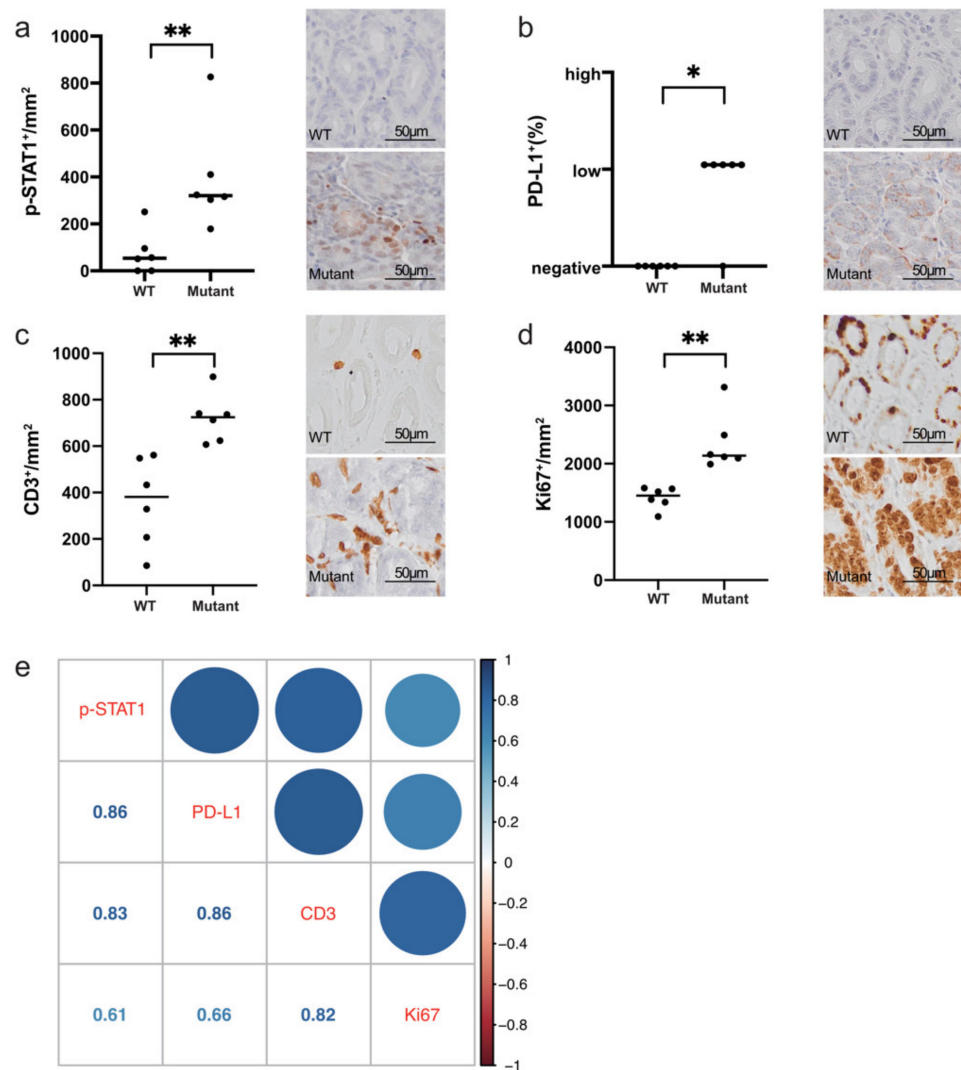 a
p-STAT1+/mm²
1000
800
600
400
200
0
**
WT
Mutant
WT
50µm
Mutant
50µm
b
PD-L1+(%)
high
low
negative
*
WT
Mutant
WT
50µm
Mutant
50µm
c
CD3+/mm²
1000
800
600
400
200
0
**
WT
Mutant
WT
50µm
Mutant
50µm
d
Ki67+/mm²
4000
3000
2000
1000
0
**
WT
Mutant
WT
50µm
Mutant
50µm
e
p-STAT1
0.86 PD-L1
0.83 0.86 CD3
0.61 0.66 0.82 Ki67
1
0.8
0.6
0.4
0.2
0
−0.2
−0.4
−0.6
−0.8
−1